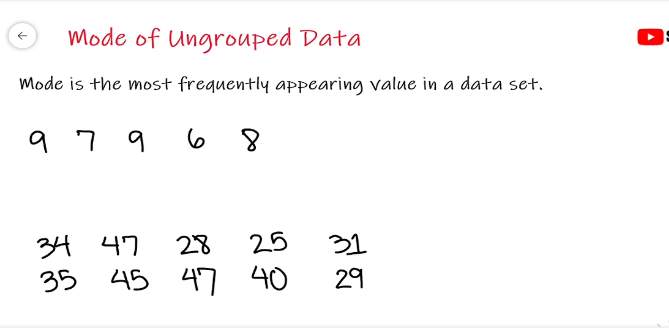 Mode of Ungrouped Data
Mode is the most frequently appearing value in a data set.
9 7 9 6 8
34 47 28 25 31
35 45 47 40 29